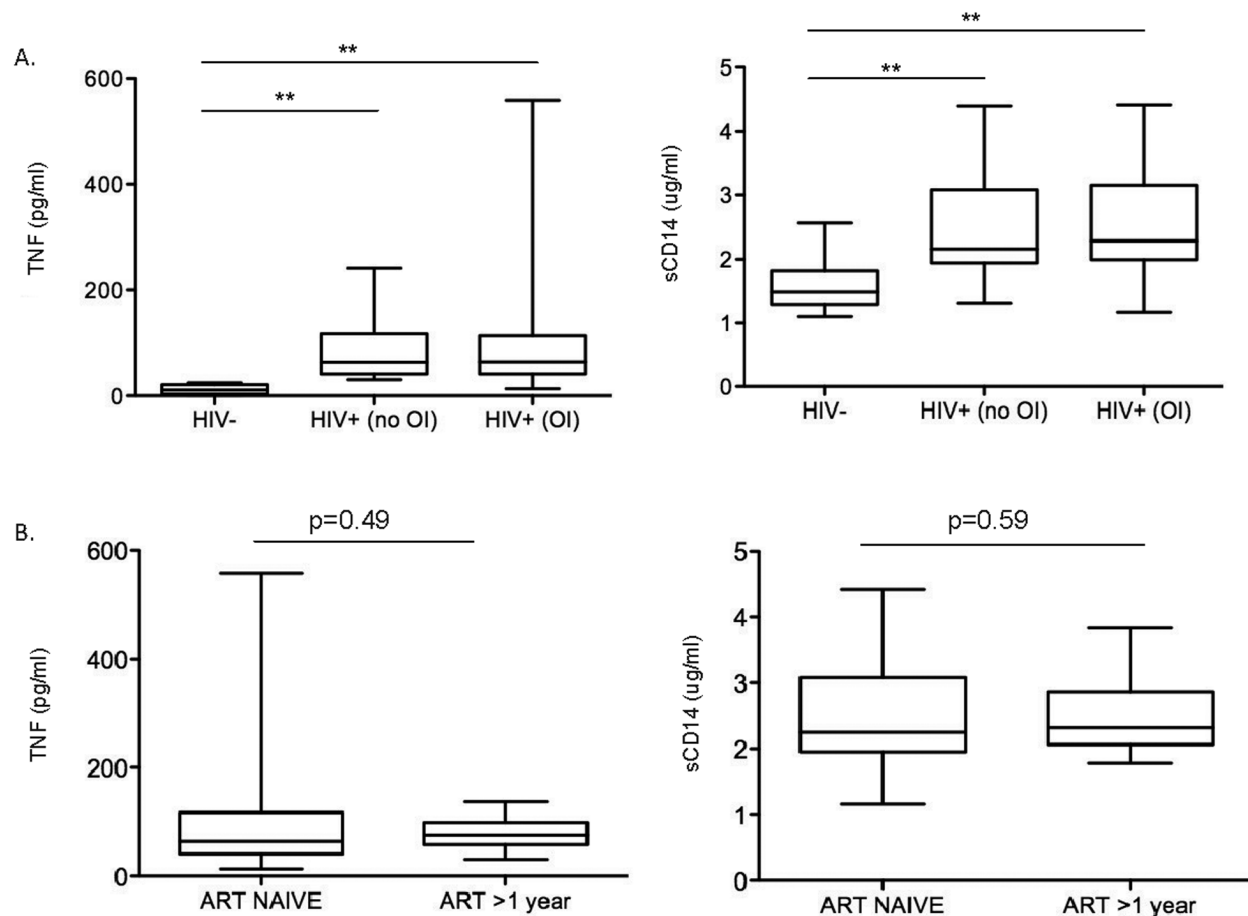 A.
**
**
600
400
200
0
TNF (pg/ml)
HIV-
HIV+ (no OI)
HIV+ (OI)
**
**
5
4
3
2
1
0
sCD14 (ug/ml)
HIV-
HIV+ (no OI)
HIV+ (OI)
B.
p=0.49
600
400
200
0
TNF (pg/ml)
ART NAIVE
ART >1 year
p=0.59
5
4
3
2
1
0
sCD14 (ug/ml)
ART NAIVE
ART >1 year